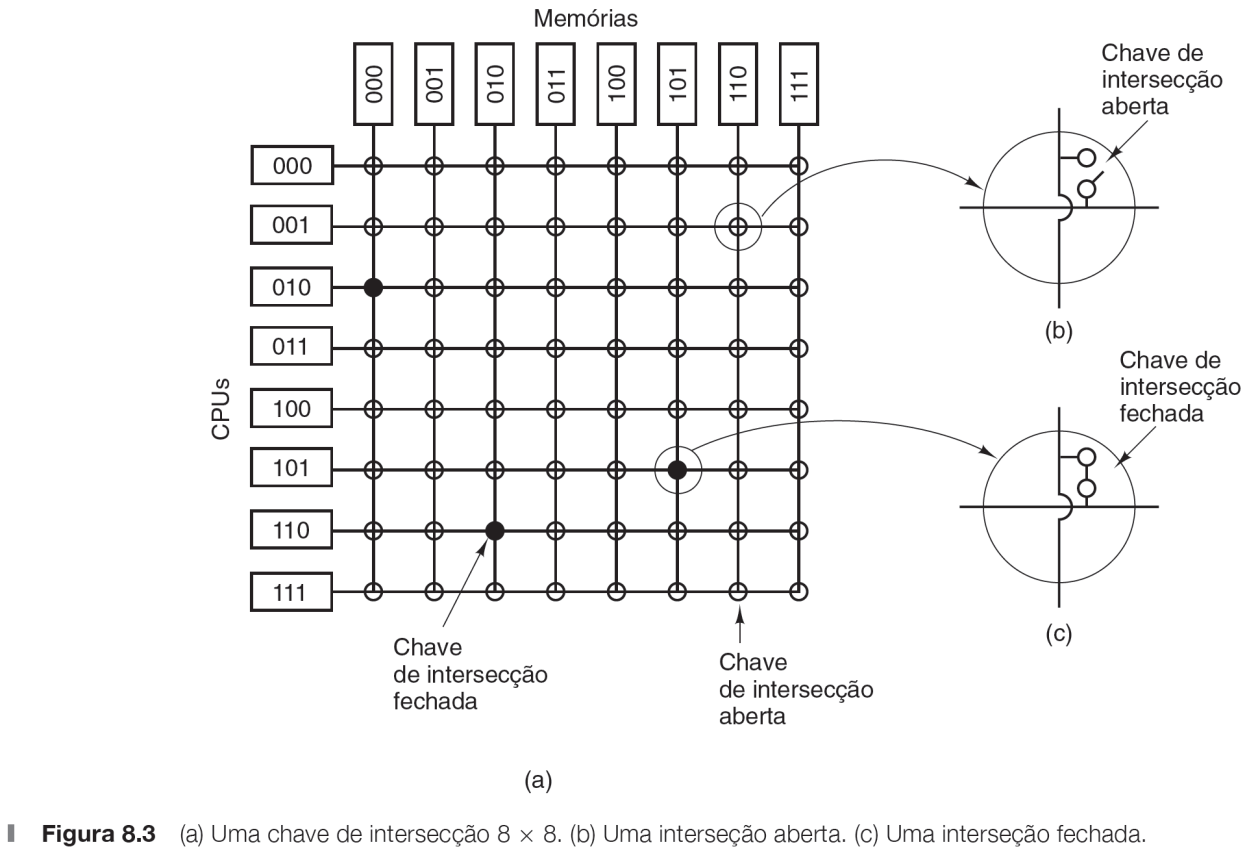 Memórias
000 001 010 011 100 101 110 111
000
001
010
011
100
101
110
111
CPUs
Chave
de intersecção
fechada
Chave
de intersecção
aberta
(a)
Chave de
intersecção
aberta
(b)
Chave de
intersecção
fechada
(c)
Figura 8.3 (a) Uma chave de intersecção 8 × 8. (b) Uma interseção aberta. (c) Uma interseção fechada.